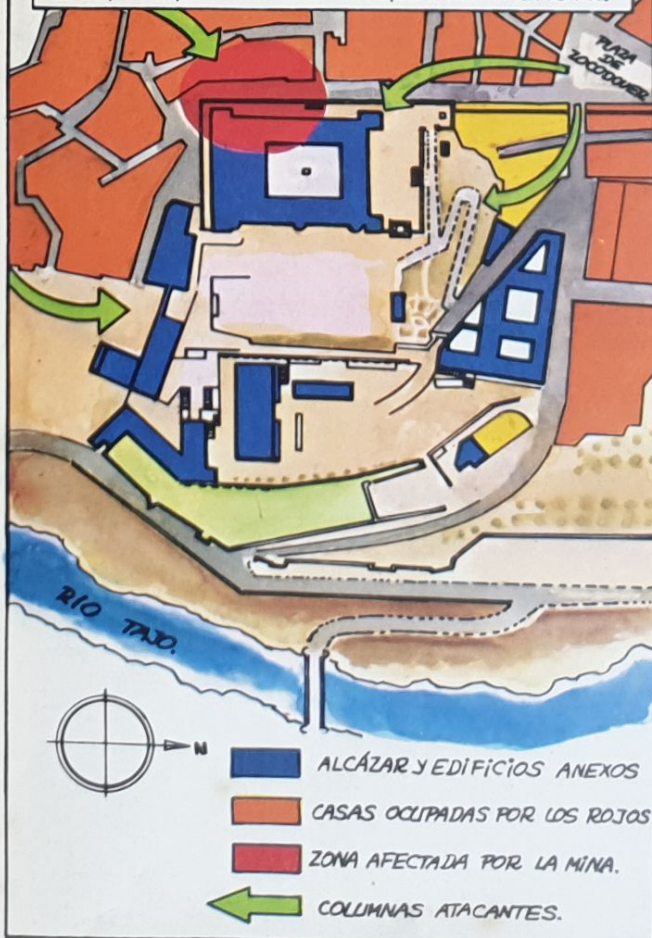 PLAZA
DE
ZOCODOVER
RÍO TAJO.
N
ALCÁZAR Y EDIFICIOS ANEXOS
CASAS OCUPADAS POR LOS ROJOS
ZONA AFECTADA POR LA MINA.
COLUMNAS ATACANTES.